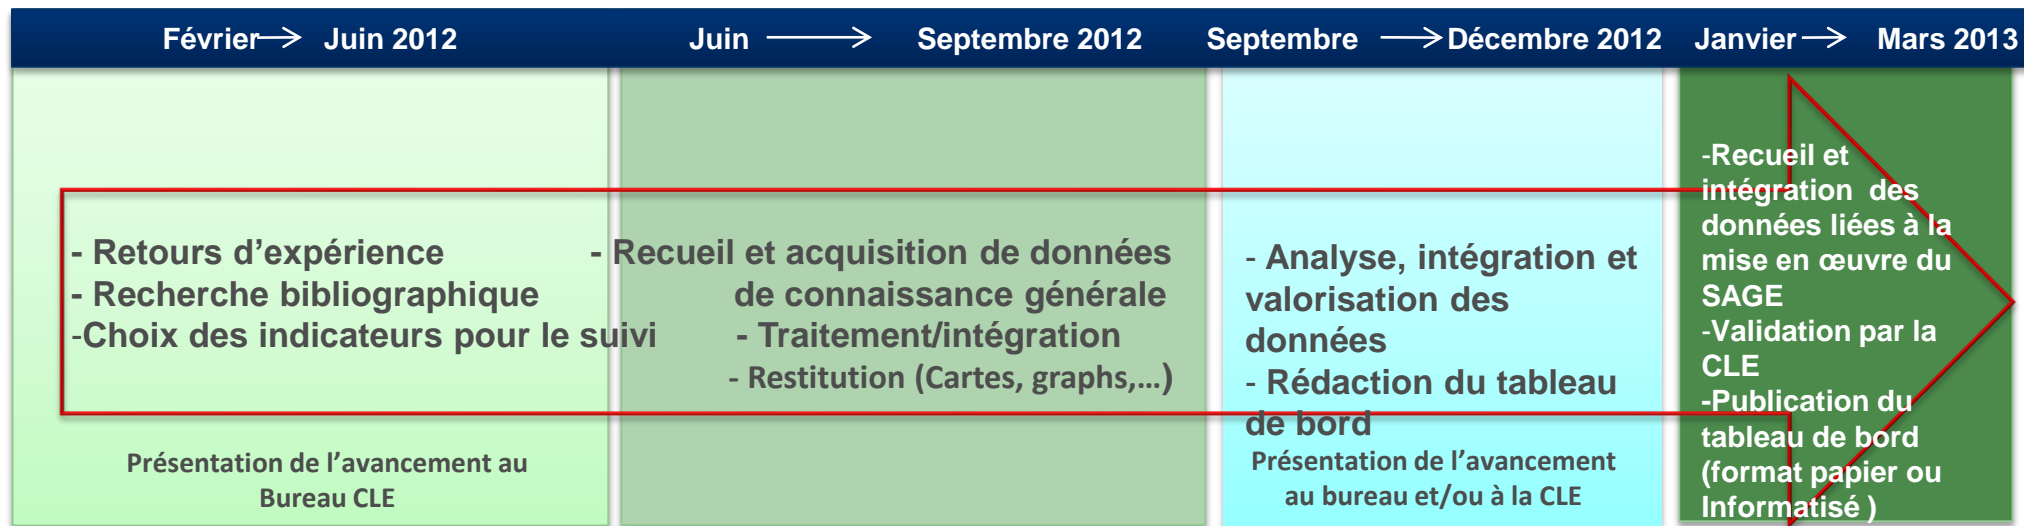 Février → Juin 2012
Juin → Septembre 2012
Septembre → Décembre 2012
Janvier → Mars 2013
- Retours d’expérience
- Recherche bibliographique
-Choix des indicateurs pour le suivi
Présentation de l’avancement au
Bureau CLE
- Recueil et acquisition de données
de connaissance générale
- Traitement/intégration
- Restitution (Cartes, graphs,...)
- Analyse, intégration et
valorisation des
données
- Rédaction du tableau
de bord
Présentation de l’avancement
au bureau et/ou à la CLE
-Recueil et
intégration des
données liées à la
mise en œuvre du
SAGE
-Validation par la
CLE
-Publication du
tableau de bord
(format papier ou
Informatisé )